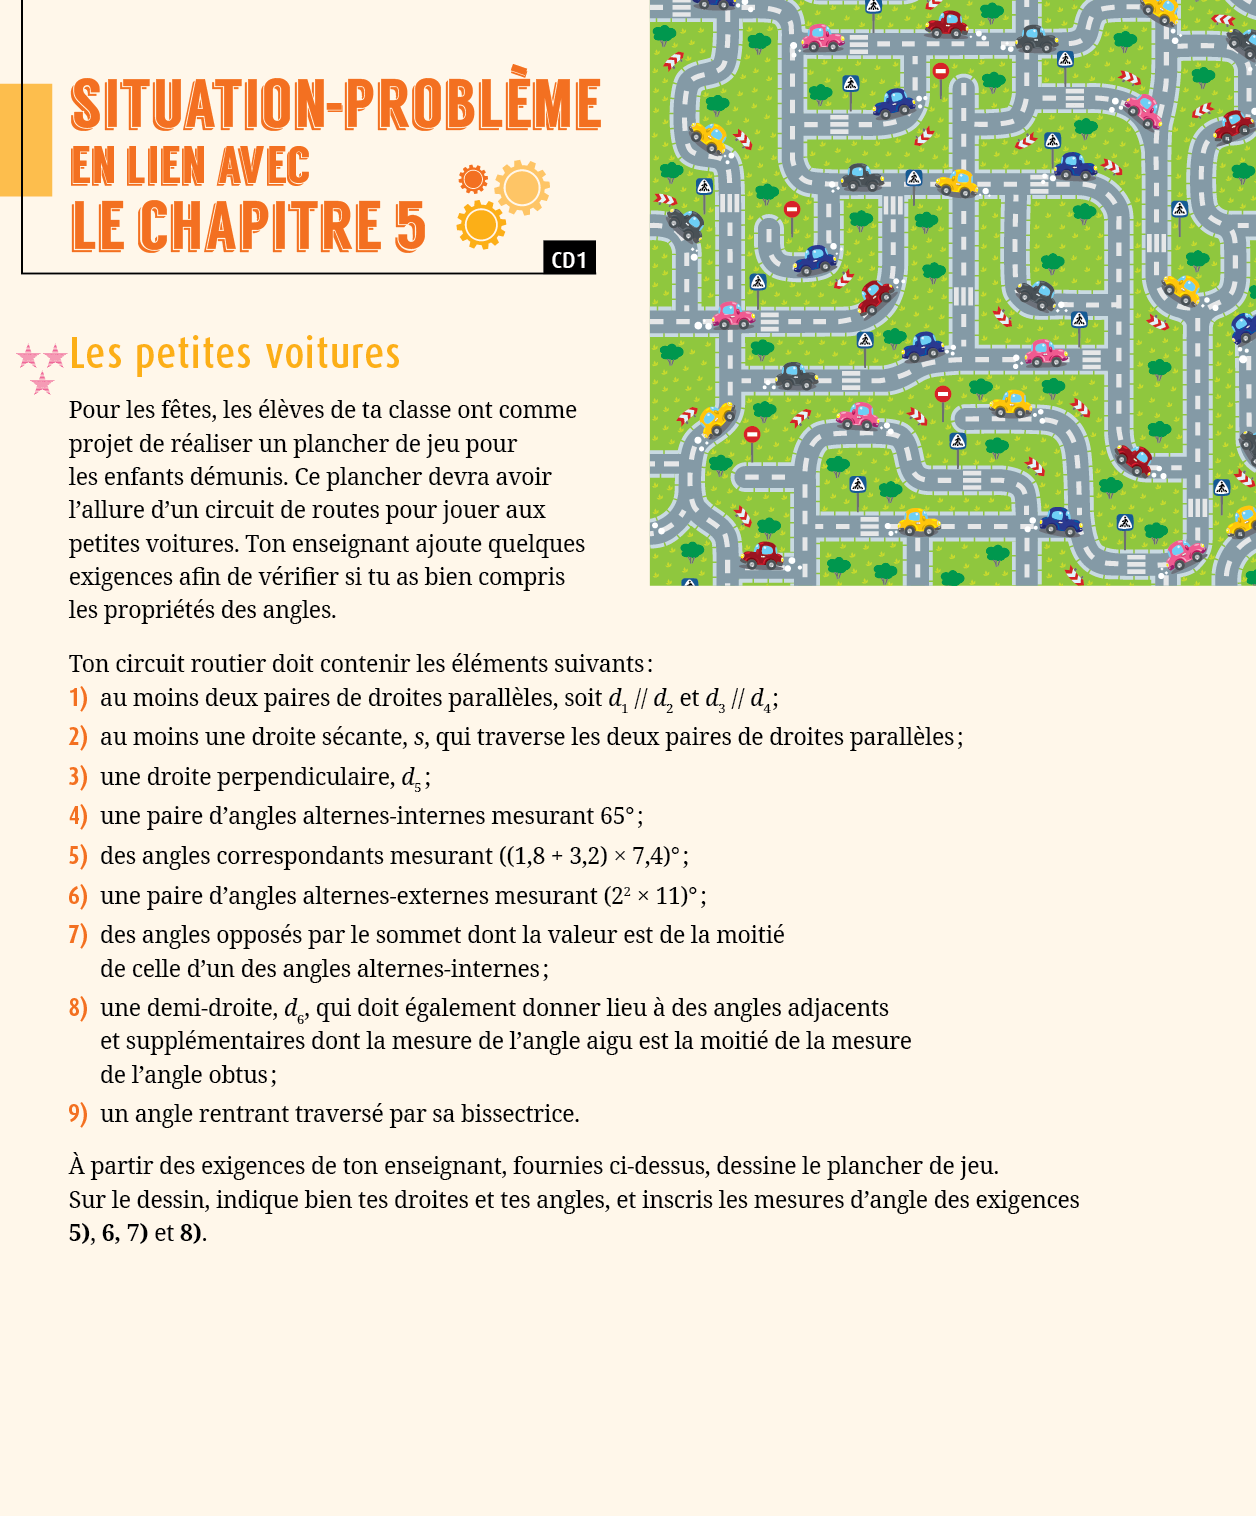 SITUATION-PROBLÈME
EN LIEN AVEC
LE CHAPITRE 5
CD1
Les petites voitures
Pour les fêtes, les élèves de ta classe ont comme
projet de réaliser un plancher de jeu pour
les enfants démunis. Ce plancher devra avoir
l’allure d’un circuit de routes pour jouer aux
petites voitures. Ton enseignant ajoute quelques
exigences afin de vérifier si tu as bien compris
les propriétés des angles.
Ton circuit routier doit contenir les éléments suivants :
1) au moins deux paires de droites parallèles, soit d₁ // d₂ et d₃ // d₄ ;
2) au moins une droite sécante, s, qui traverse les deux paires de droites parallèles ;
3) une droite perpendiculaire, d₅ ;
4) une paire d’angles alternes-internes mesurant 65° ;
5) des angles correspondants mesurant ((1,8 + 3,2) × 7,4)° ;
6) une paire d’angles alternes-externes mesurant (2² × 11)° ;
7) des angles opposés par le sommet dont la valeur est de la moitié
de celle d’un des angles alternes-internes ;
8) une demi-droite, d₆, qui doit également donner lieu à des angles adjacents
et supplémentaires dont la mesure de l’angle aigu est la moitié de la mesure
de l’angle obtus ;
9) un angle rentrant traversé par sa bissectrice.
À partir des exigences de ton enseignant, fournies ci-dessus, dessine le plancher de jeu.
Sur le dessin, indique bien tes droites et tes angles, et inscris les mesures d’angle des exigences
5), 6, 7) et 8).